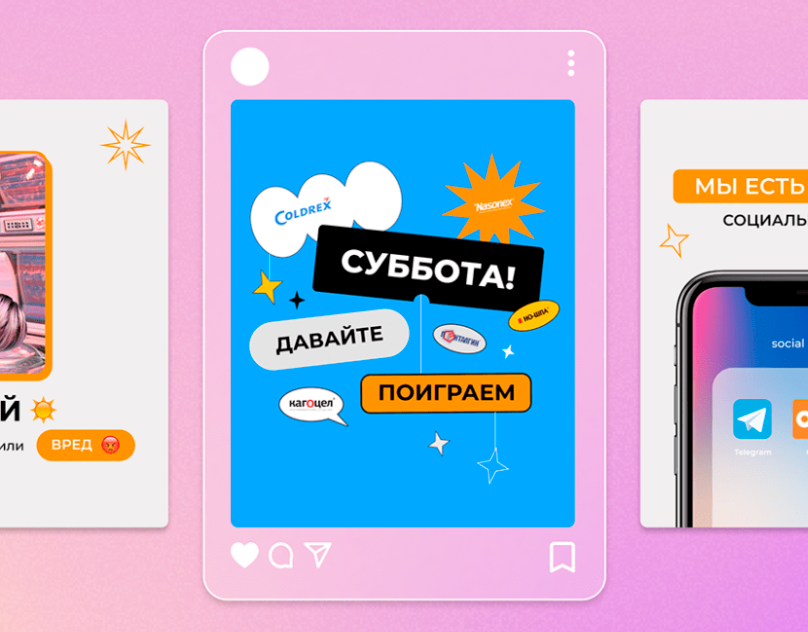 Й
или
ВРЕД
COLDREX
Nasonex
СУББОТА!
НО-ШПА
ДАВАЙТЕ
ПЕНТАЛГИН
ПОИГРАЕМ
кагоцел
МЫ ЕСТЬ
СОЦИАЛЬ
social
Telegram